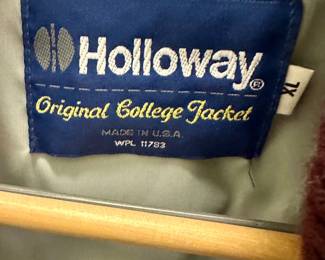 Holloway®
Original College Jacket
MADE IN U.S.A.
WPL 11783
XL